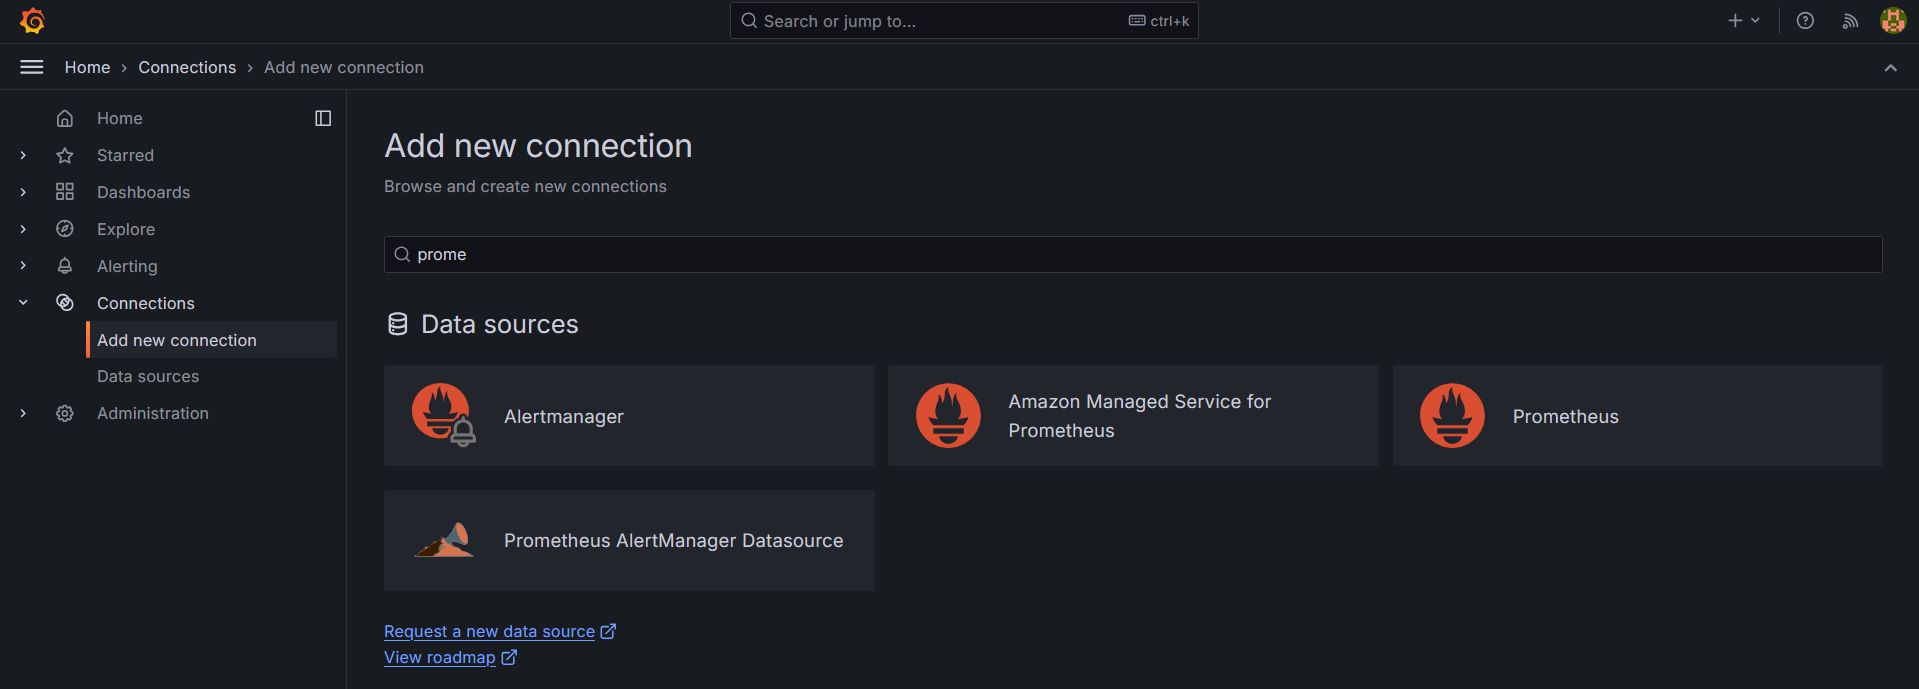 Search or jump to...
ctrl+k
Home › Connections › Add new connection
Home
Starred
Dashboards
Explore
Alerting
Connections
Add new connection
Data sources
Administration
Add new connection
Browse and create new connections
prome
Data sources
Alertmanager
Amazon Managed Service for
Prometheus
Prometheus
Prometheus AlertManager Datasource
Request a new data source
View roadmap